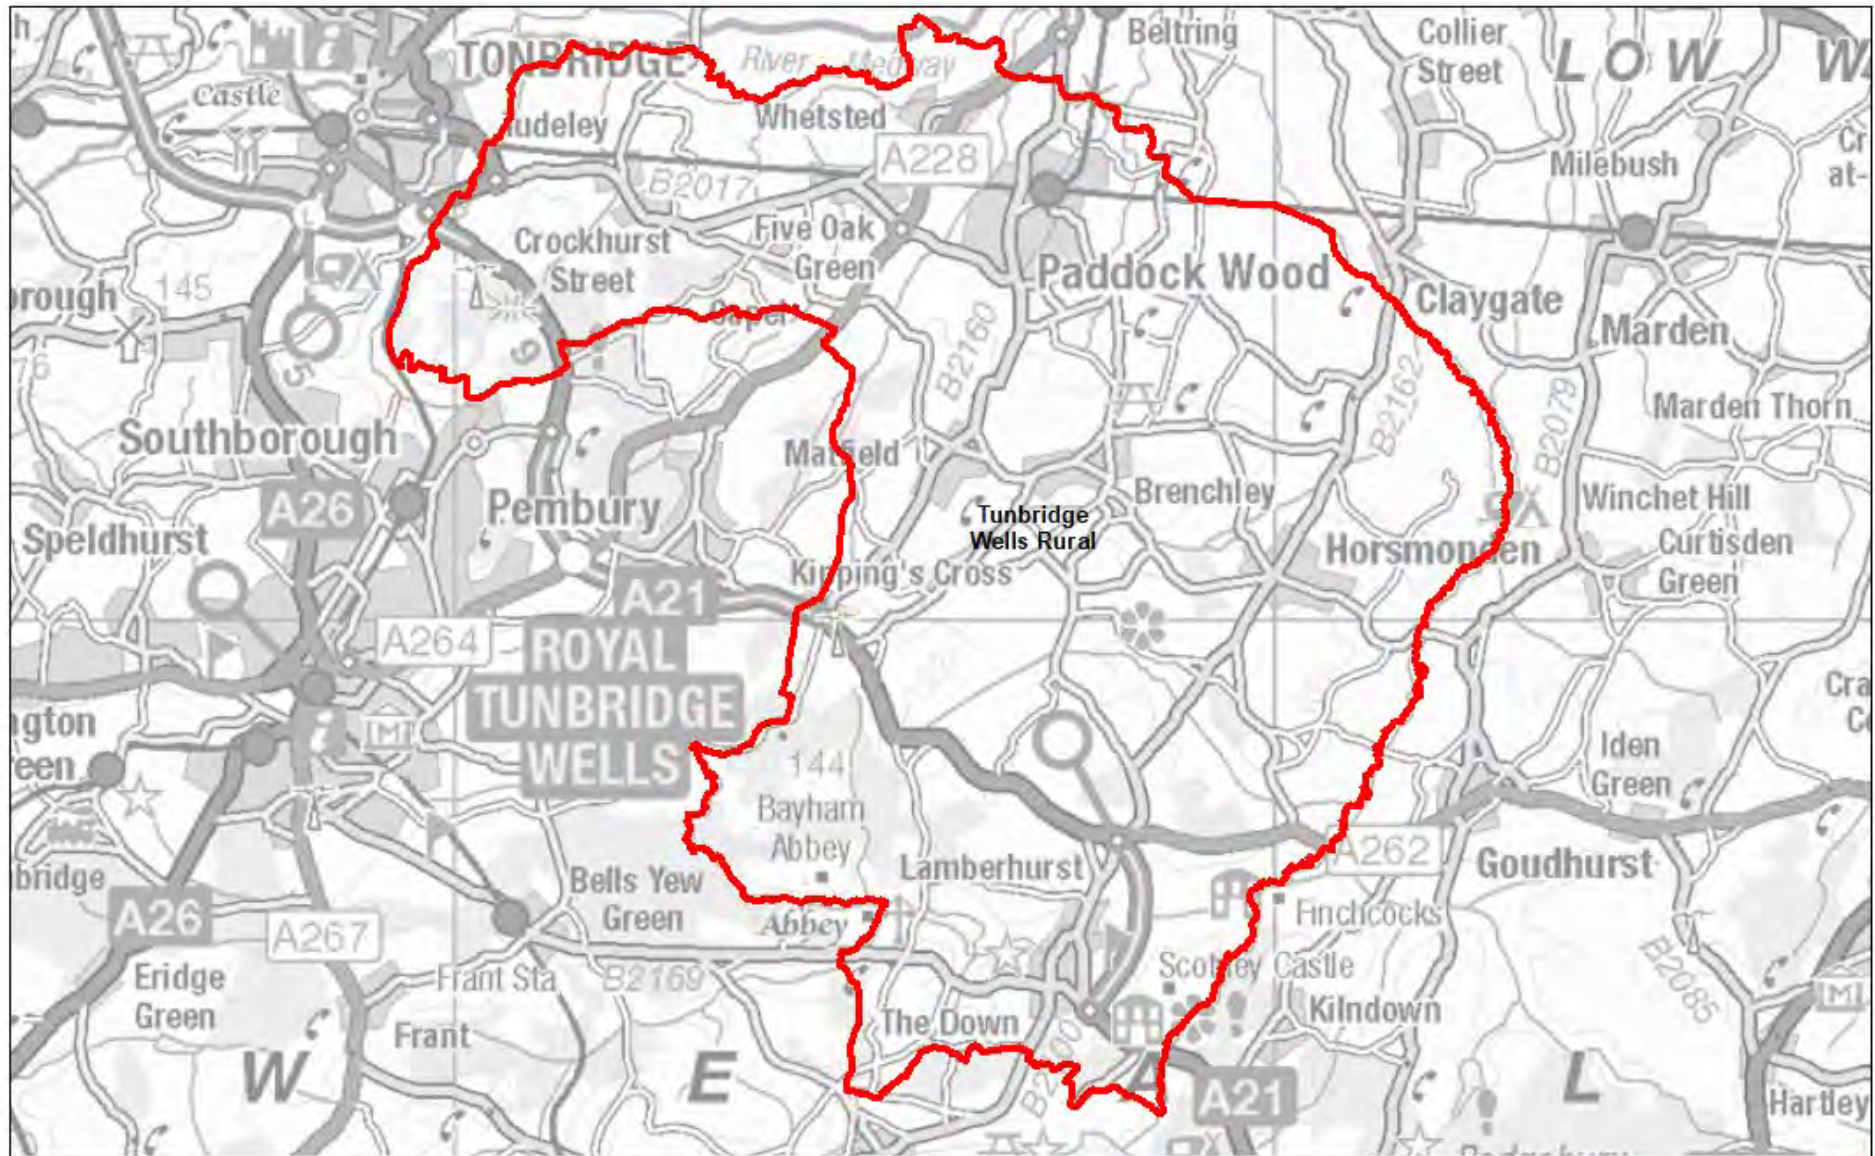 TONBRIDGE
River Medway
Beltring
Collier
Street
LOW
W
Castle
Whetsted
A228
Milebush
at-
B2017
Crockhurst
Street
Five Oak
Green
Paddock Wood
145
Claygate
Marden
Capel
B2160
B2162
B2079
Marden Thorn
Southborough
Matfield
A26
Pembury
Brenchley
Winchet Hill
Speldhurst
Tunbridge
Wells Rural
Horsmonden
Curtisden
Green
Kipping's Cross
A21
A264
ROYAL
TUNBRIDGE
WELLS
144
Iden
Green
Bayham
Abbey
Lamberhurst
A262
Goudhurst
Bells Yew
Green
A26
A267
Abbey
Finchcocks
Eridge
Green
Frant Sta
B2169
Scotney Castle
B2085
Kilndown
Frant
The Down
W
E
L
A21
Hartley